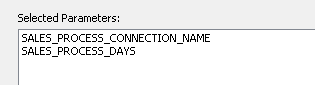 Selected Parameters:
SALES_PROCESS_CONNECTION_NAME
SALES_PROCESS_DAYS